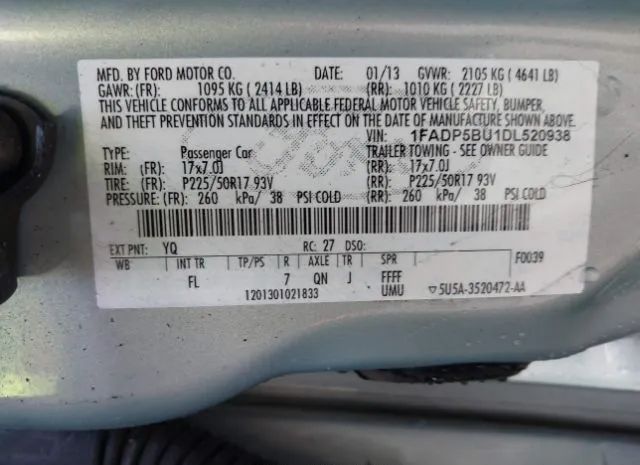 MFD. BY FORD MOTOR CO. DATE: 01/13 GVWR: 2105 KG ( 4641 LB)
GAWR: (FR): 1095 KG ( 2414 LB) (RR): 1010 KG ( 2227 LB)
THIS VEHICLE CONFORMS TO ALL APPLICABLE FEDERAL MOTOR VEHICLE SAFETY, BUMPER,
AND THEFT PREVENTION STANDARDS IN EFFECT ON THE DATE OF MANUFACTURE SHOWN ABOVE.
VIN: 1FADP5BU1DL520938
TYPE: Passenger Car TRAILER TOWING - SEE OWNER GUIDE
RIM: (FR): 17x7.0J (RR): 17x7.0J
TIRE: (FR): P225/50R17 93V (RR): P225/50R17 93V
PRESSURE: (FR): 260 kPa/ 38 PSI COLD (RR): 260 kPa/ 38 PSI COLD
EXT PNT: YQ RC: 27 DSO:
WB INT TR TP/PS R AXLE TR SPR F0039
FL 7 QN J FFFF
1201301021833 UMU ▽5U5A-3520472-AA